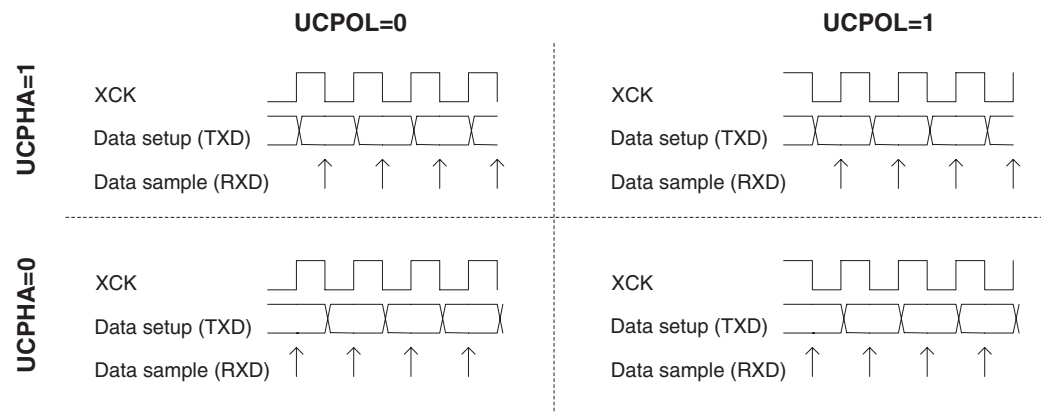 UCPOL=0
UCPOL=1
UCPHA=1
XCK
Data setup (TXD)
Data sample (RXD)
XCK
Data setup (TXD)
Data sample (RXD)
UCPHA=0
XCK
Data setup (TXD)
Data sample (RXD)
XCK
Data setup (TXD)
Data sample (RXD)